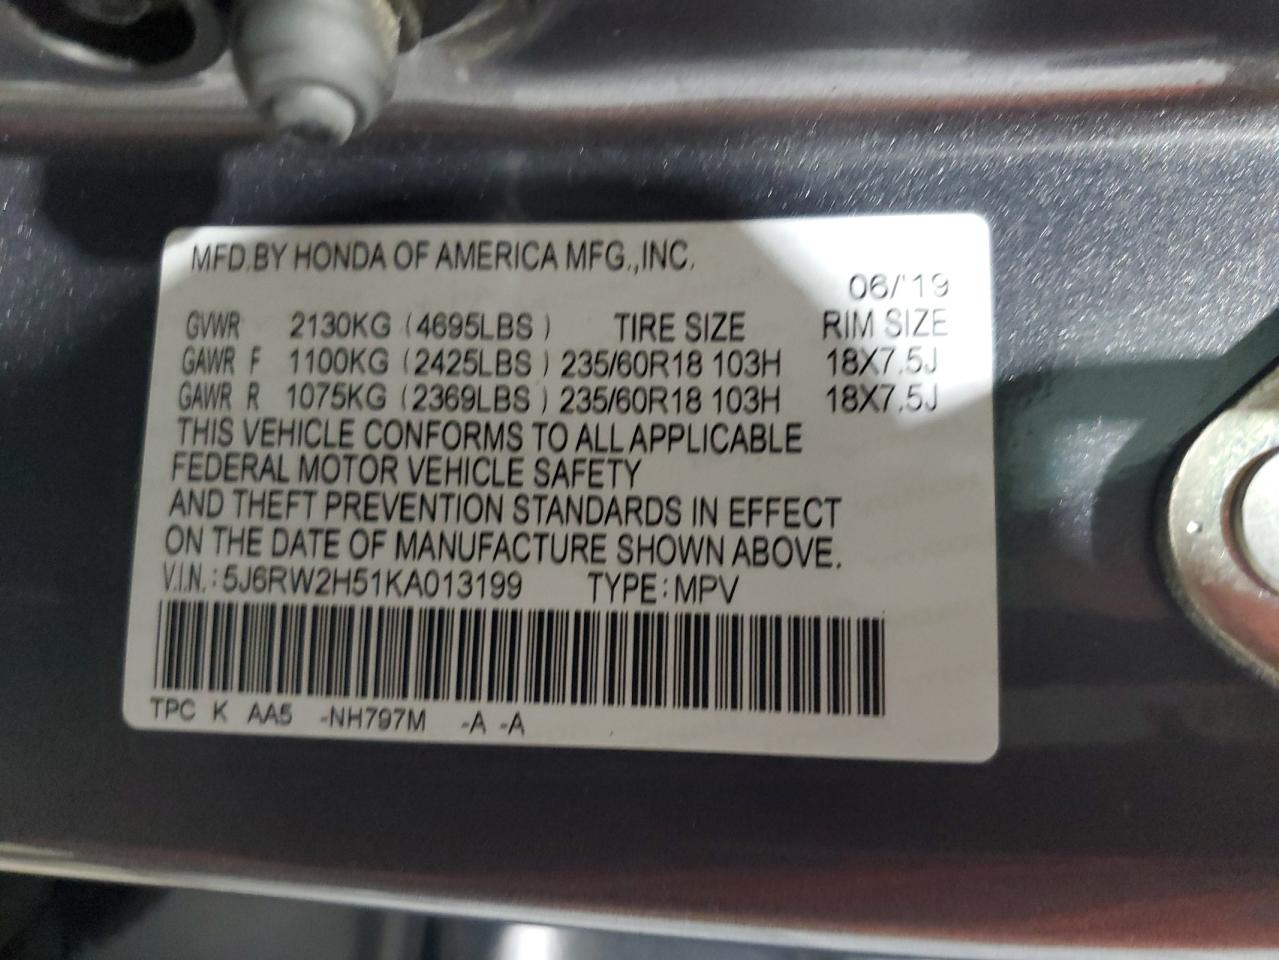 MFD.BY HONDA OF AMERICA MFG.,INC.
06/'19
GVWR 2130KG (4695LBS) TIRE SIZE RIM SIZE
GAWR F 1100KG (2425LBS) 235/60R18 103H 18X7.5J
GAWR R 1075KG (2369LBS) 235/60R18 103H 18X7.5J
THIS VEHICLE CONFORMS TO ALL APPLICABLE
FEDERAL MOTOR VEHICLE SAFETY
AND THEFT PREVENTION STANDARDS IN EFFECT
ON THE DATE OF MANUFACTURE SHOWN ABOVE.
V.I.N.: 5J6RW2H51KA013199 TYPE: MPV
TPC K AA5 -NH797M -A -A